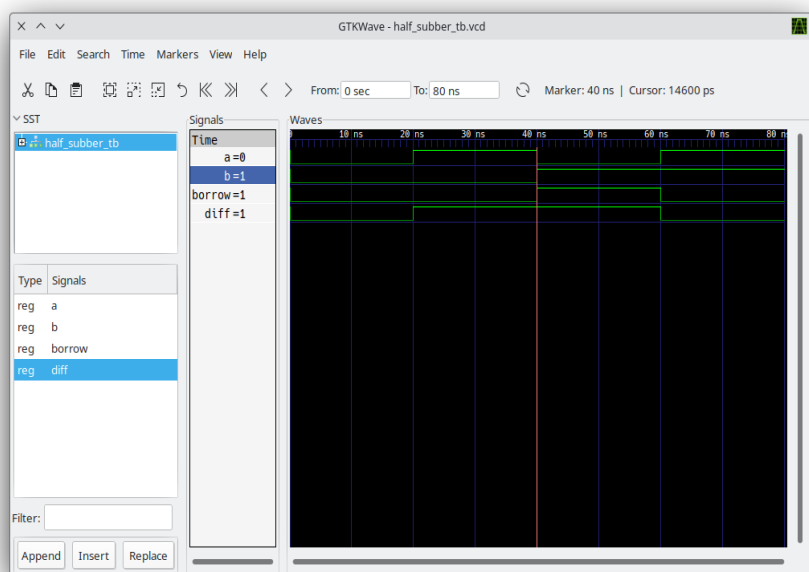 GTKWave - half_subber_tb.vcd
File Edit Search Time Markers View Help
From: 0 sec To: 80 ns Marker: 40 ns | Cursor: 14600 ps
SST
half_subber_tb
Type Signals
reg a
reg b
reg borrow
reg diff
Filter:
Append Insert Replace
Signals
Time
a=0
b=1
borrow=1
diff=1
Waves
10 ns 20 ns 30 ns 40 ns 50 ns 60 ns 70 ns 80 n